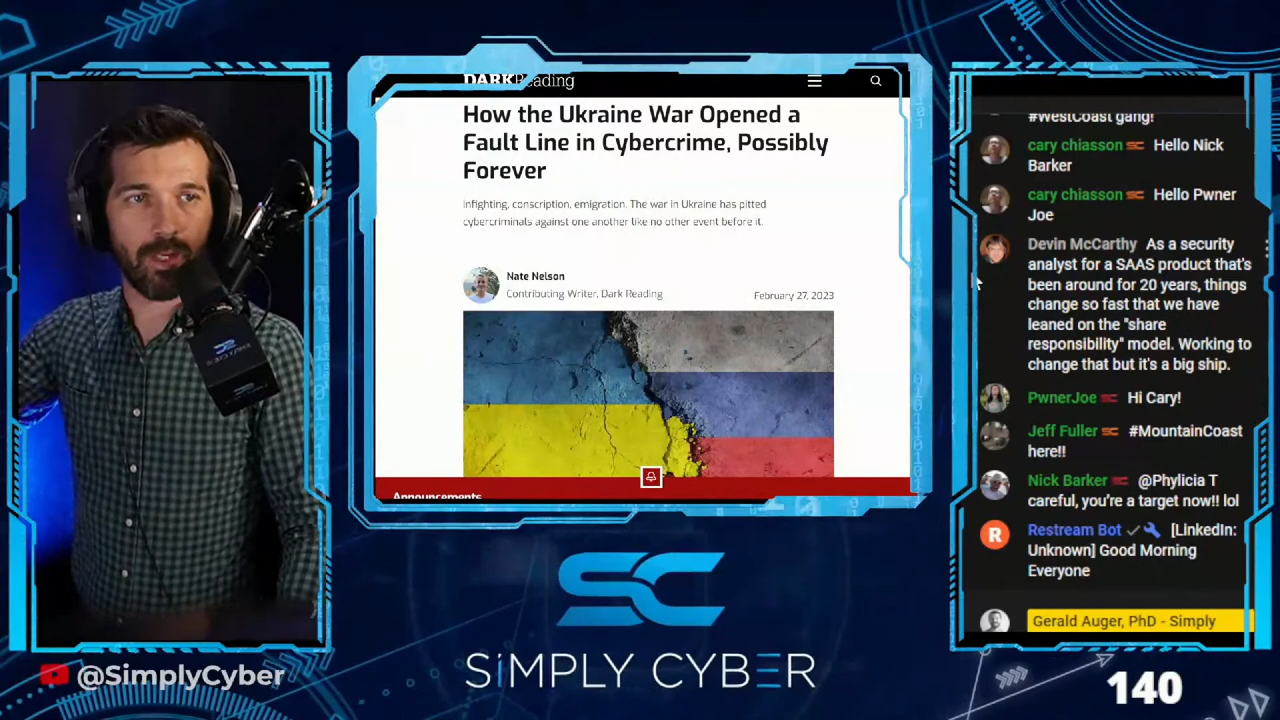 DARKReading
How the Ukraine War Opened a
Fault Line in Cybercrime, Possibly
Forever
Infighting, conscription, emigration. The war in Ukraine has pitted
cybercriminals against one another like no other event before it.
Nate Nelson
Contributing Writer, Dark Reading
February 27, 2023
Announcements
SC
SiMPLY CYBER
@SimplyCyber
#WestCoast gang!
cary chiasson Hello Nick
Barker
cary chiasson Hello Pwner
Joe
Devin McCarthy As a security
analyst for a SAAS product that's
been around for 20 years, things
change so fast that we have
leaned on the "share
responsibility" model. Working to
change that but it's a big ship.
PwnerJoe Hi Cary!
Jeff Fuller #MountainCoast
here!!
Nick Barker @Phylicia T
careful, you're a target now!! lol
R
Restream Bot [LinkedIn:
Unknown] Good Morning
Everyone
Gerald Auger, PhD - Simply
140